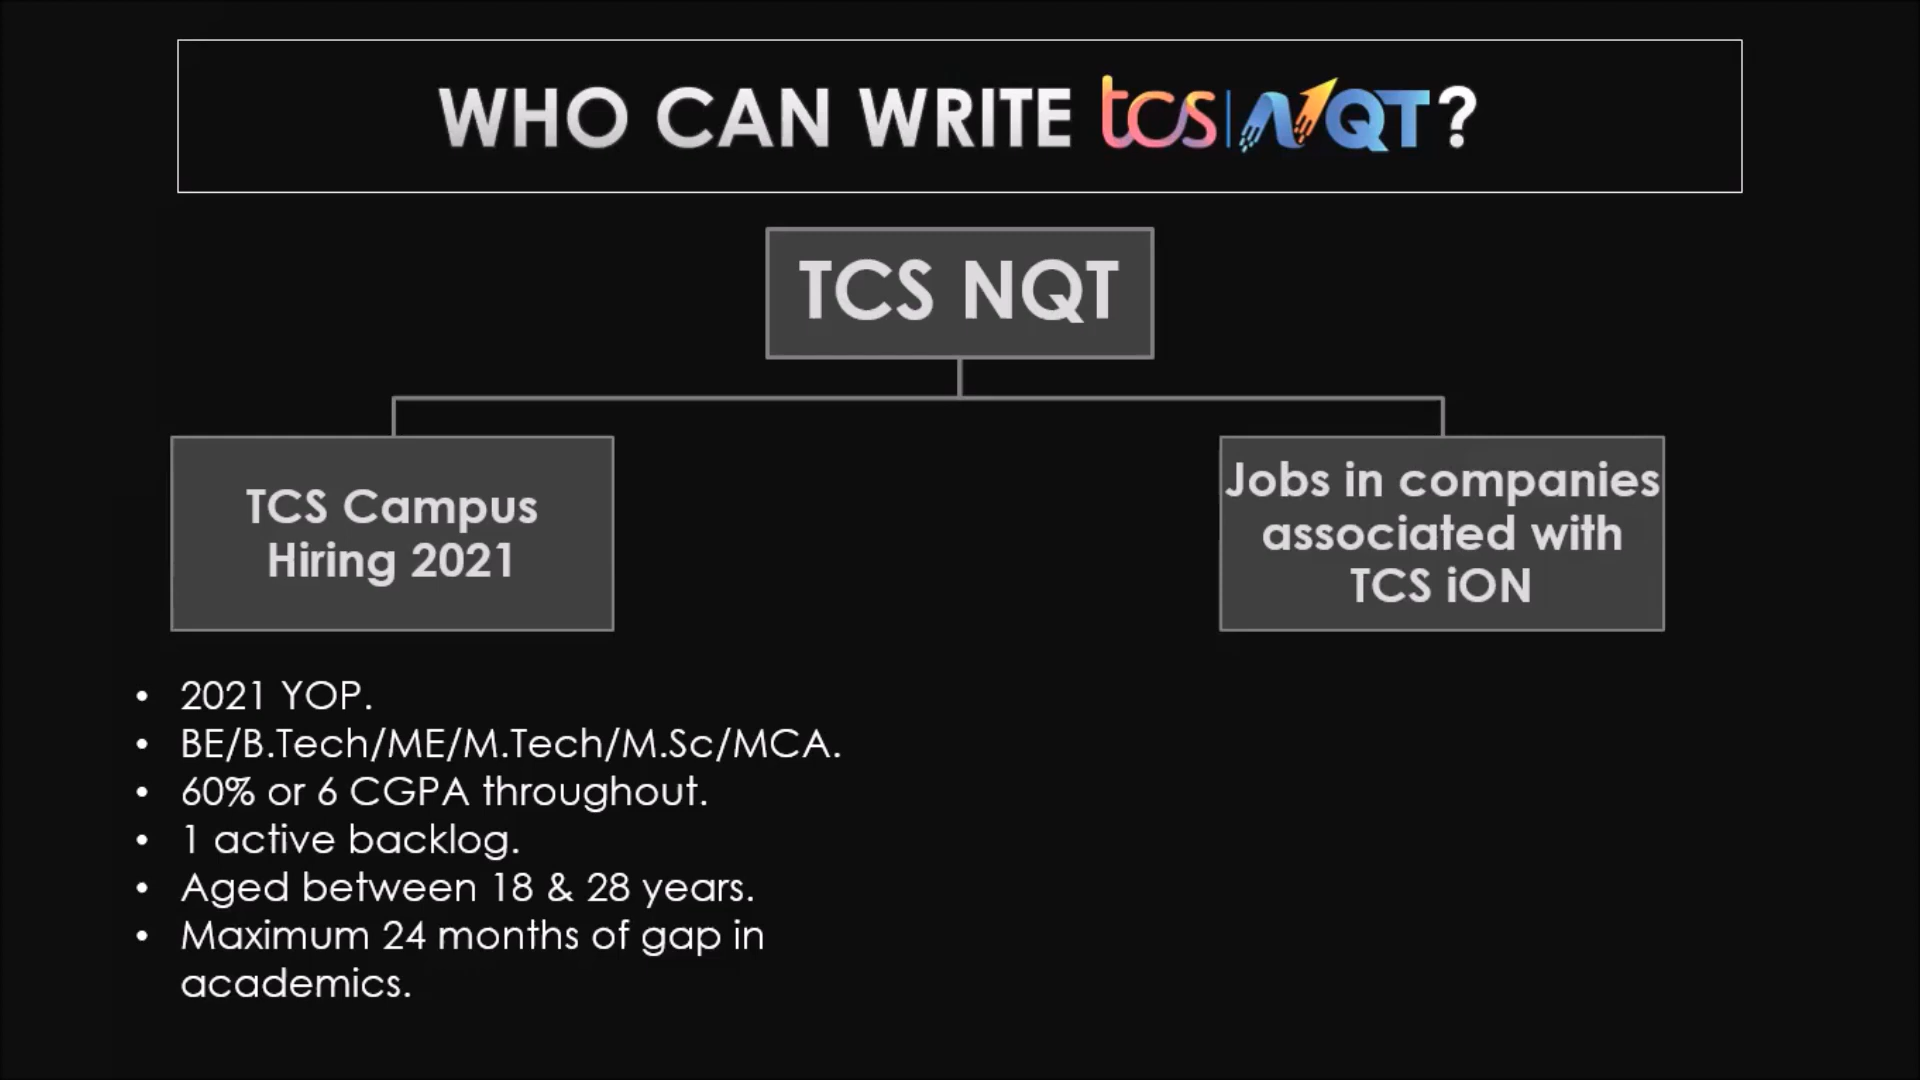 WHO CAN WRITE tcs | NQT?
TCS NQT
TCS Campus
Hiring 2021
Jobs in companies
associated with
TCS iON
• 2021 YOP.
• BE/B.Tech/ME/M.Tech/M.Sc/MCA.
• 60% or 6 CGPA throughout.
• 1 active backlog.
• Aged between 18 & 28 years.
• Maximum 24 months of gap in
academics.